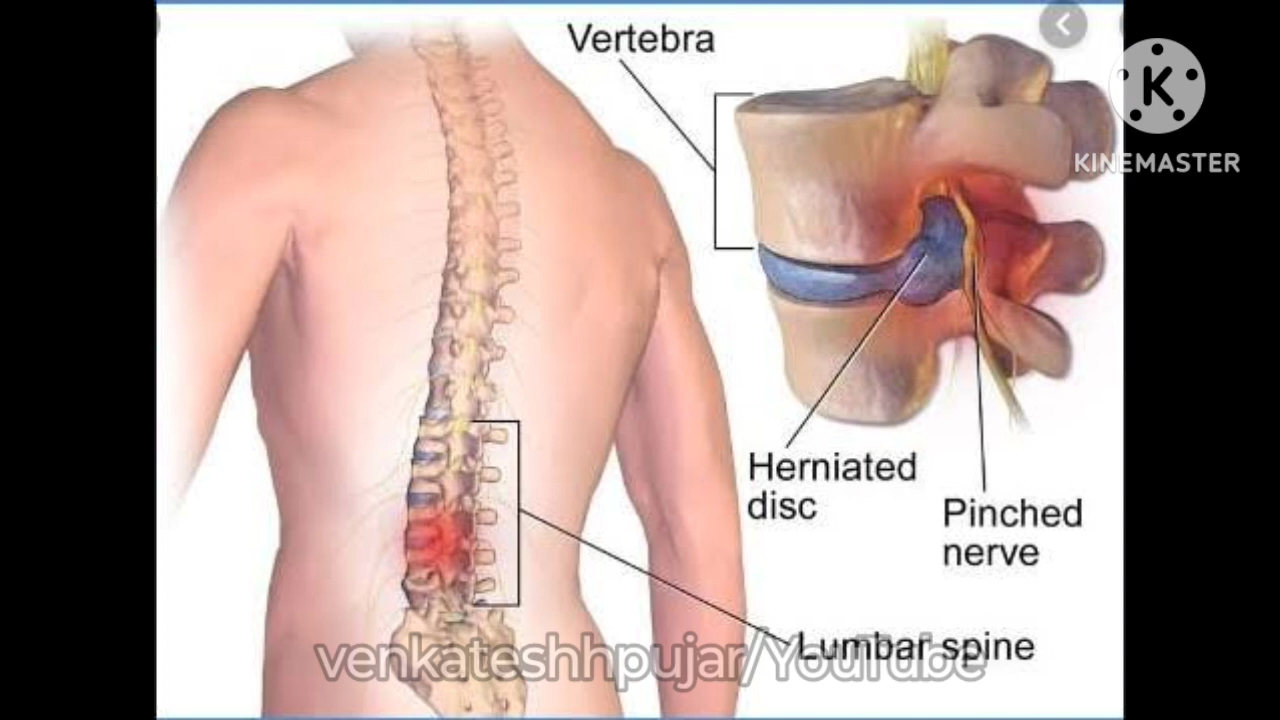 Vertebra
K
KINEMASTER
Herniated
disc
Pinched
nerve
Lumbar spine
venkateshhpujar/YouTube